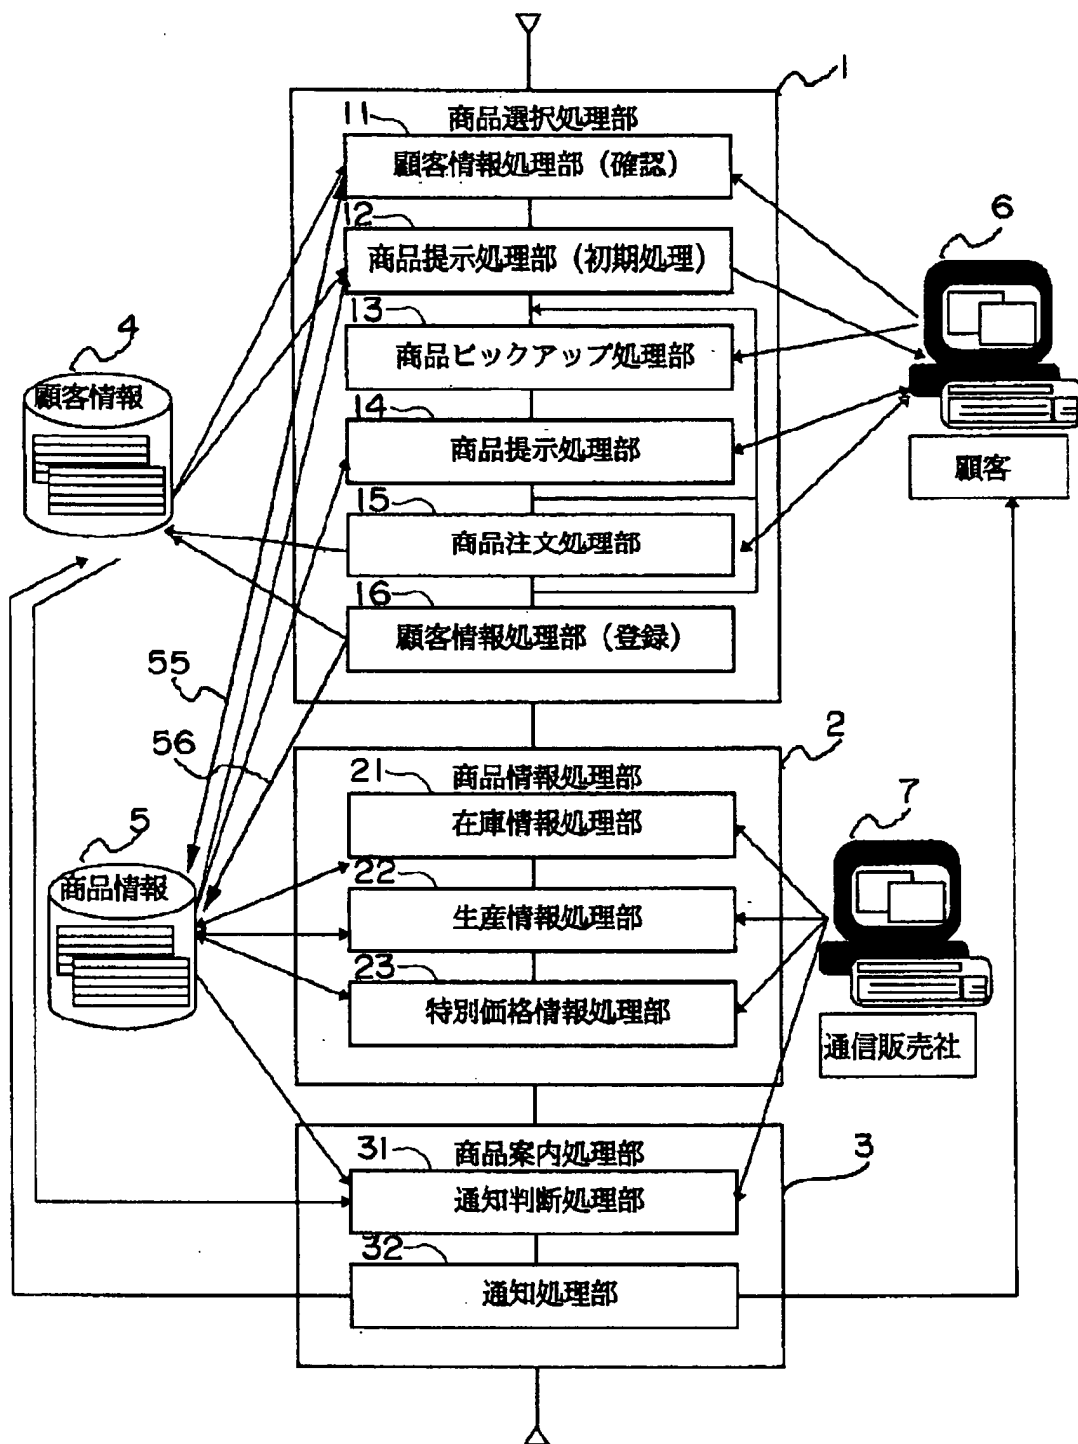 1
商品選択処理部
11
顧客情報処理部（確認）
12
商品提示処理部（初期処理）
13
商品ピックアップ処理部
14
商品提示処理部
15
商品注文処理部
16
顧客情報処理部（登録）
4
顧客情報
6
顧客
55
56
2
商品情報処理部
21
在庫情報処理部
22
生産情報処理部
23
特別価格情報処理部
5
商品情報
7
通信販売社
3
商品案内処理部
31
通知判断処理部
32
通知処理部